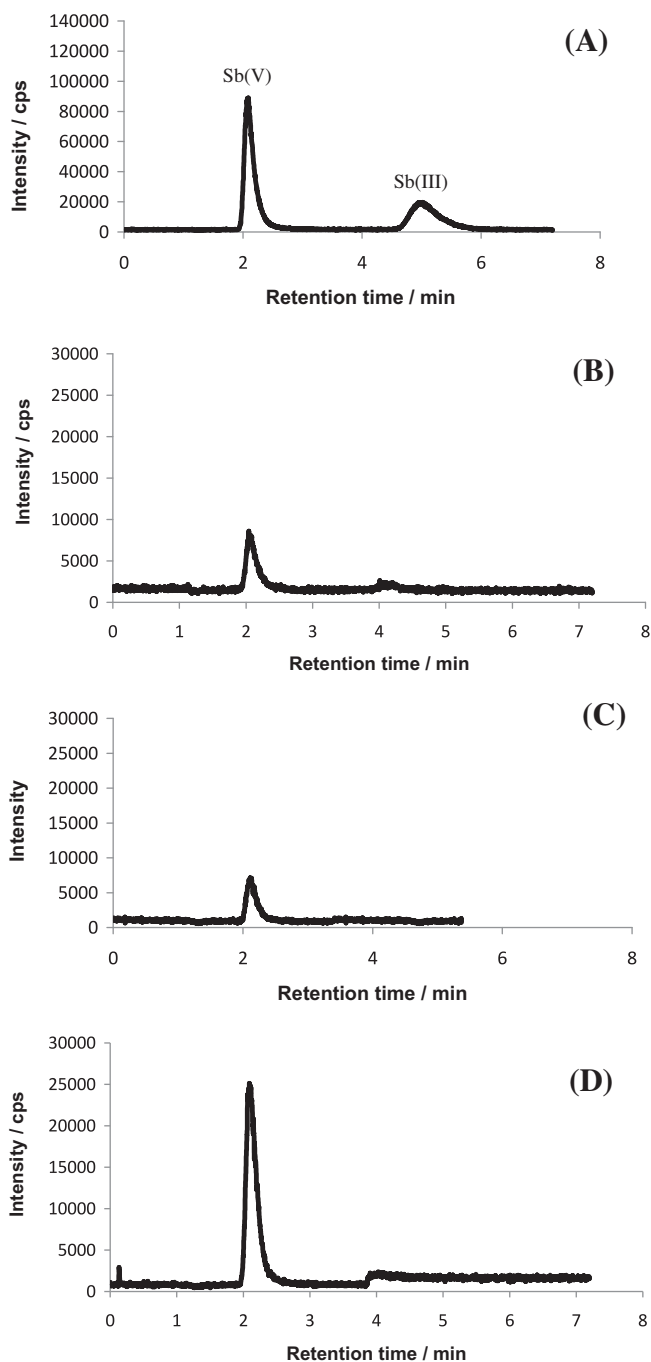 (A)
140000
120000
100000
80000
60000
40000
20000
0
Intensity / cps
Sb(V)
Sb(III)
0 2 4 6 8
Retention time / min
(B)
30000
25000
20000
15000
10000
5000
0
Intensity / cps
0 1 2 3 4 5 6 7 8
Retention time / min
(C)
30000
25000
20000
15000
10000
5000
0
Intensity
0 2 4 6 8
Retention time / min
(D)
30000
25000
20000
15000
10000
5000
0
Intensity / cps
0 1 2 3 4 5 6 7 8
Retention time / min